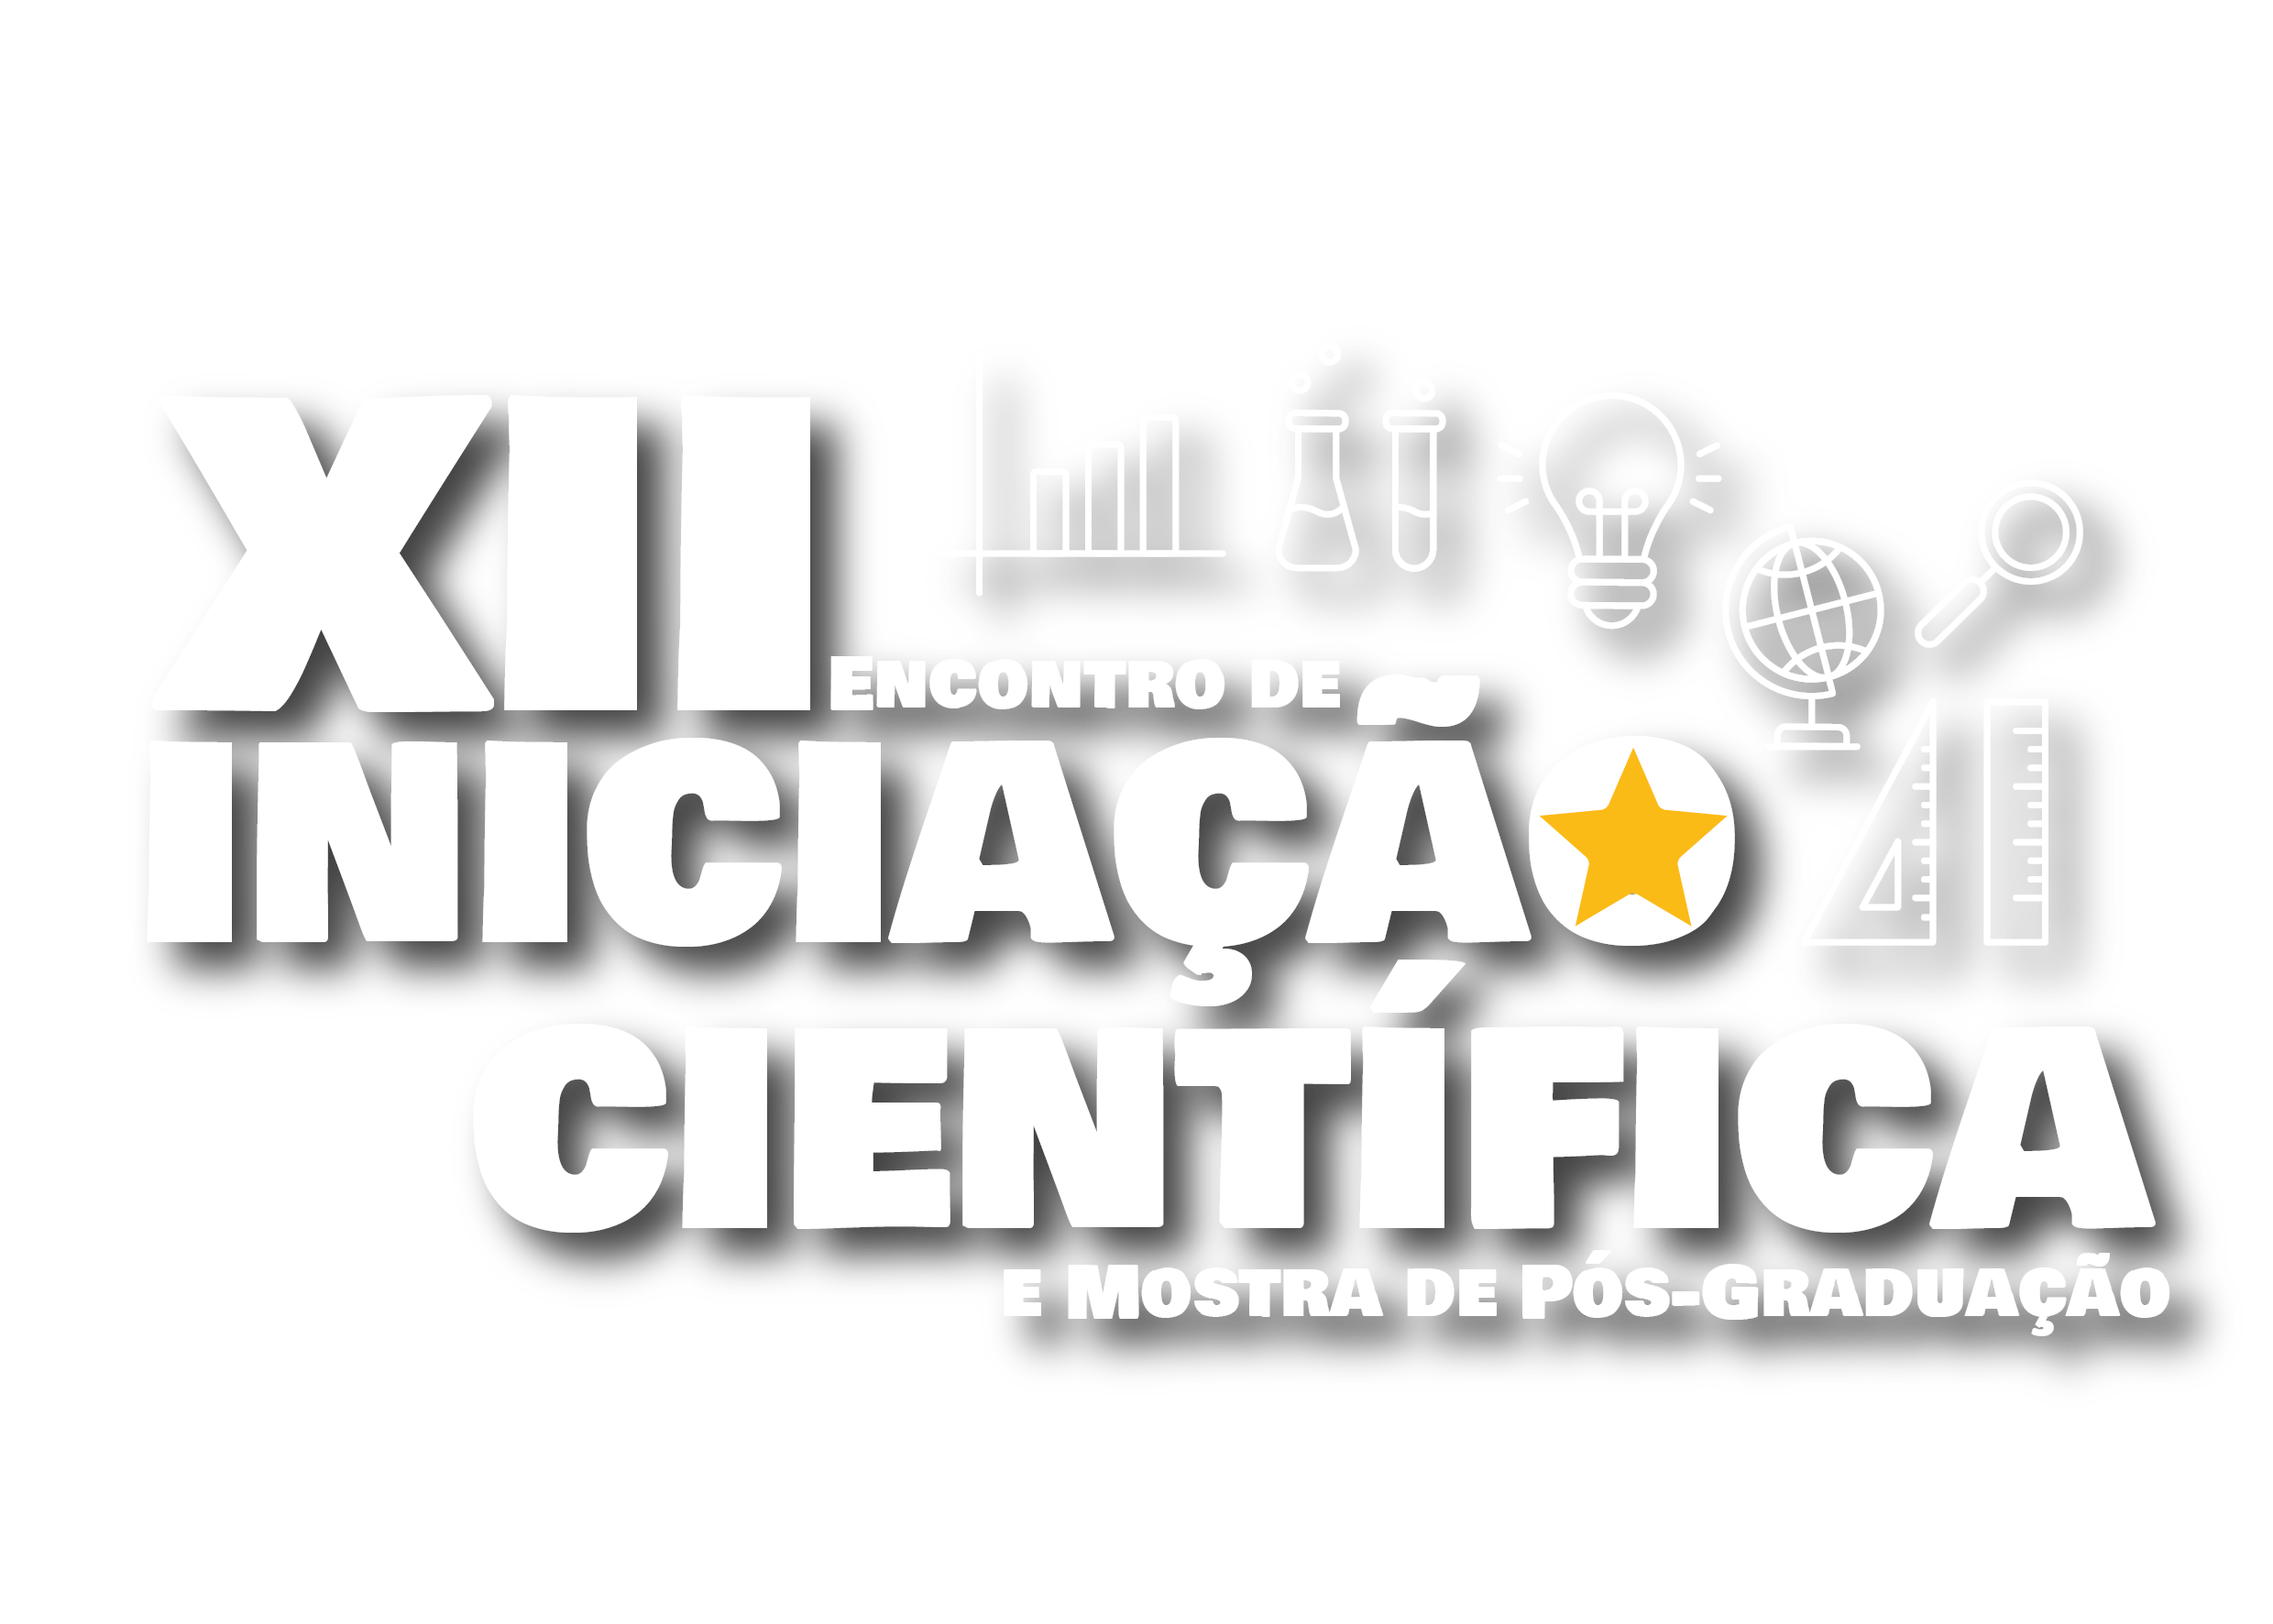 XII ENCONTRO DE
INICIAÇÃO
CIENTÍFICA
E MOSTRA DE PÓS-GRADUAÇÃO